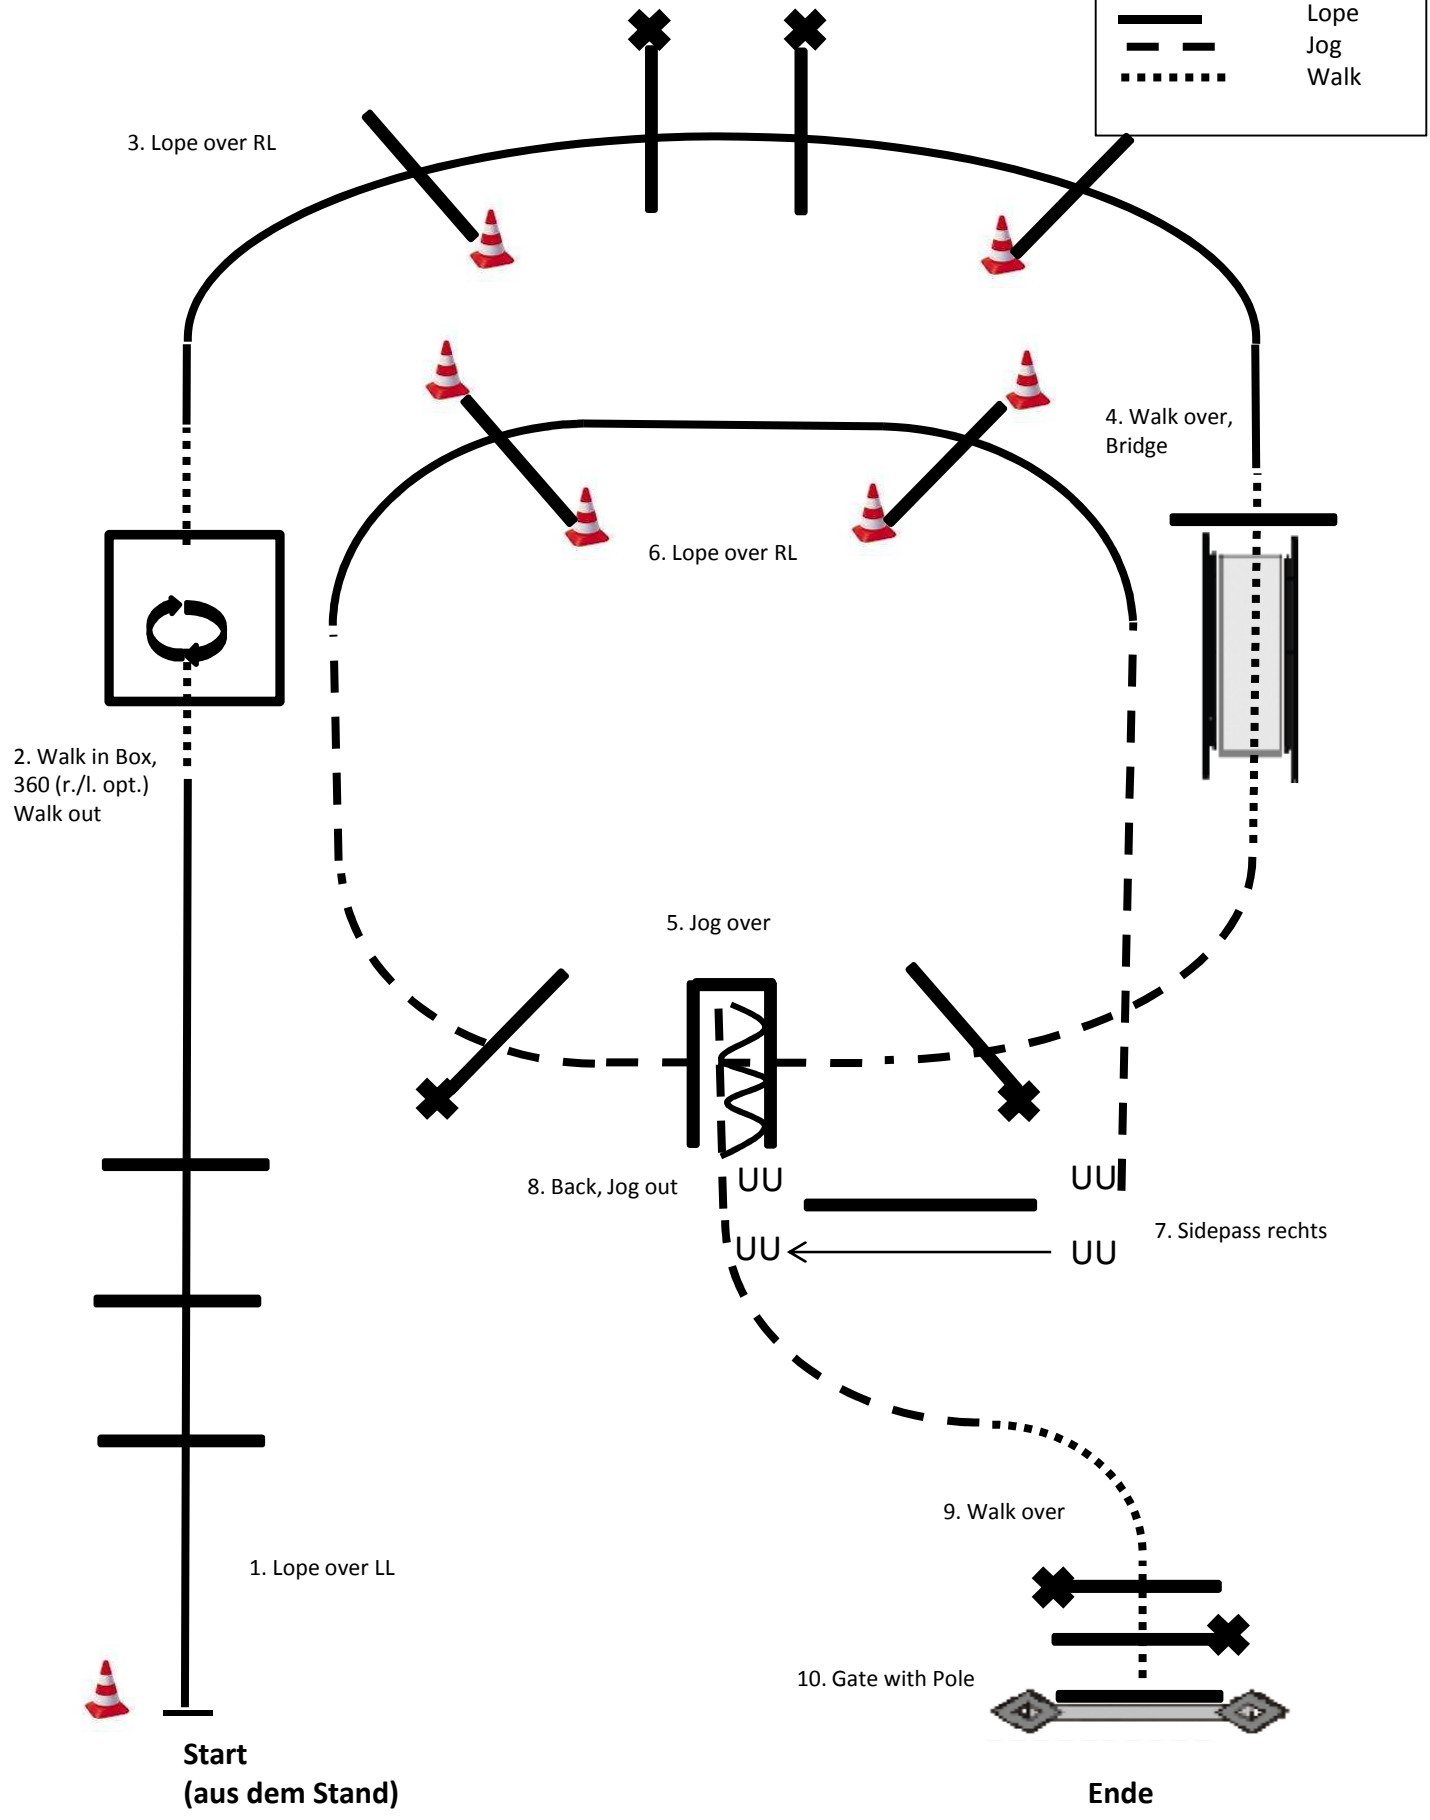 Lope
Jog
Walk
3. Lope over RL
4. Walk over,
Bridge
6. Lope over RL
2. Walk in Box,
360 (r./l. opt.)
Walk out
5. Jog over
8. Back, Jog out
UU
UU
7. Sidepass rechts
UU
UU
9. Walk over
1. Lope over LL
10. Gate with Pole
Start
(aus dem Stand)
Ende